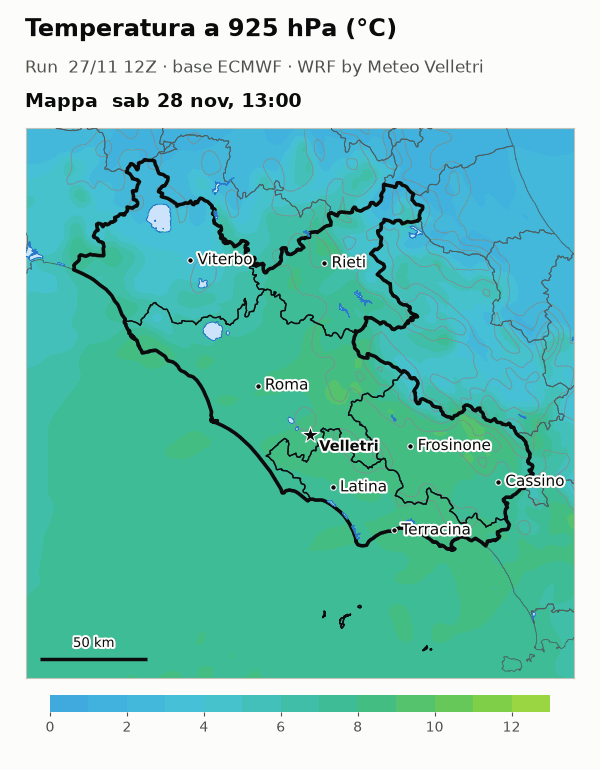 Temperatura a 925 hPa (°C)
Run  27/11 12Z · base ECMWF · WRF by Meteo Velletri
Mappa  sab 28 nov, 13:00
Viterbo
Rieti
Roma
Velletri
Frosinone
Latina
Cassino
Terracina
50 km
0 2 4 6 8 10 12